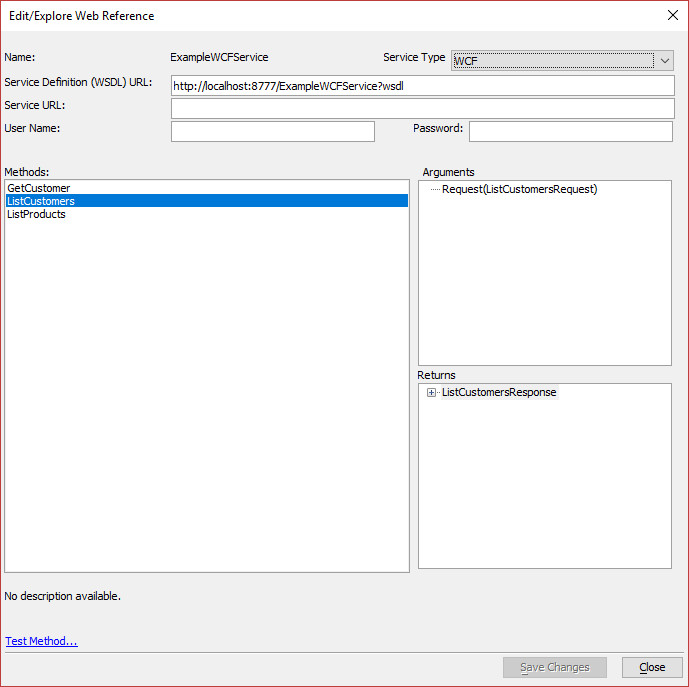 Edit/Explore Web Reference
Name: ExampleWCFService Service Type WCF
Service Definition (WSDL) URL: http://localhost:8777/ExampleWCFService?wsdl
Service URL:
User Name: Password:
Methods: Arguments
GetCustomer Request(ListCustomersRequest)
ListCustomers
ListProducts
Returns
ListCustomersResponse
No description available.
Test Method...
Save Changes Close